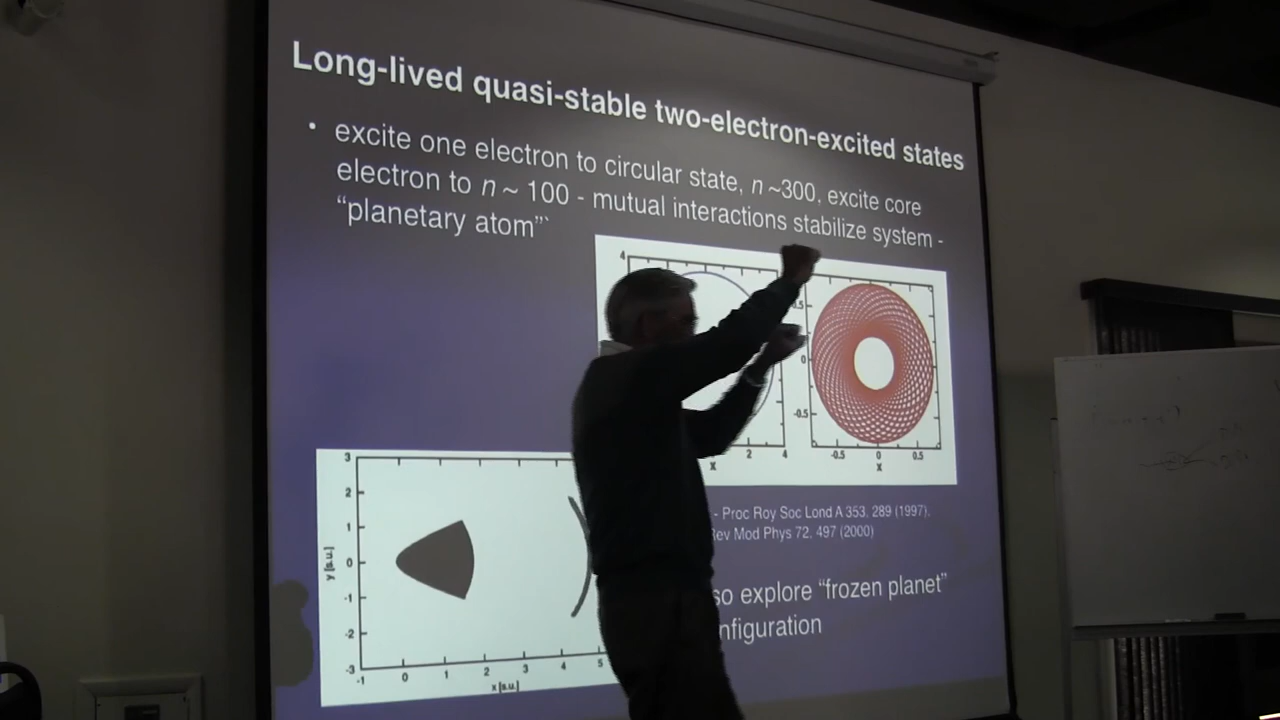 Long-lived quasi-stable two-electron-excited states
• excite one electron to circular state, n ~300, excite core
electron to n ~ 100 - mutual interactions stabilize system -
“planetary atom”`
4
2
4
x
0.5
0
-0.5
-0.5
0
0.5
x
- Proc Roy Soc Lond A 353, 289 (1997),
Rev Mod Phys 72, 497 (2000)
so explore “frozen planet”
nfiguration
3
2
1
0
-1
-2
-3
y [a.u.]
-1
0
1
2
3
4
5
x [a.u.]